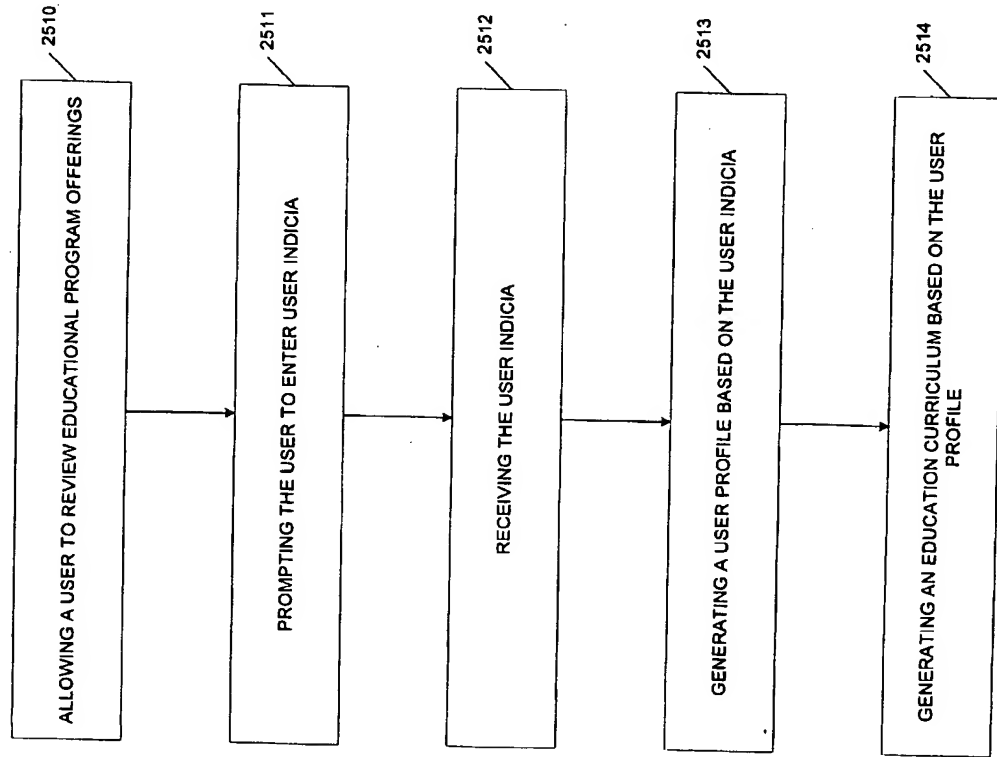 2510
ALLOWING A USER TO REVIEW EDUCATIONAL PROGRAM OFFERINGS
2511
PROMPTING THE USER TO ENTER USER INDICIA
2512
RECEIVING THE USER INDICIA
2513
GENERATING A USER PROFILE BASED ON THE USER INDICIA
2514
GENERATING AN EDUCATION CURRICULUM BASED ON THE USER
PROFILE